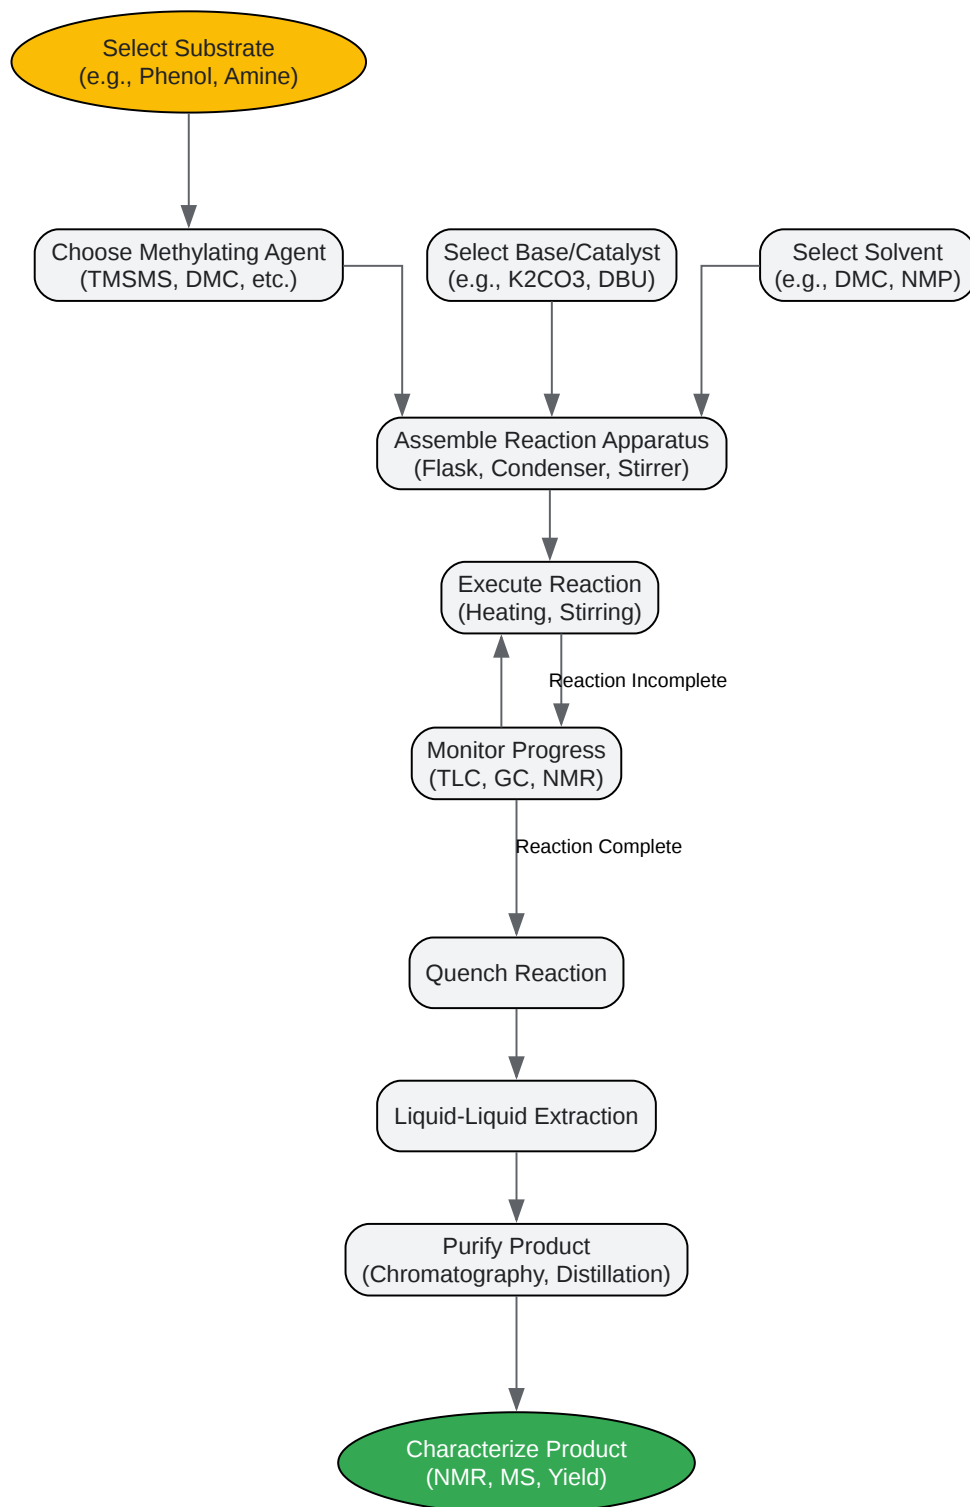 Select Substrate
(e.g., Phenol, Amine)
Choose Methylating Agent
(TMSMS, DMC, etc.)
Select Base/Catalyst
(e.g., K2CO3, DBU)
Select Solvent
(e.g., DMC, NMP)
Assemble Reaction Apparatus
(Flask, Condenser, Stirrer)
Execute Reaction
(Heating, Stirring)
Reaction Incomplete
Monitor Progress
(TLC, GC, NMR)
Reaction Complete
Quench Reaction
Liquid-Liquid Extraction
Purify Product
(Chromatography, Distillation)
Characterize Product
(NMR, MS, Yield)